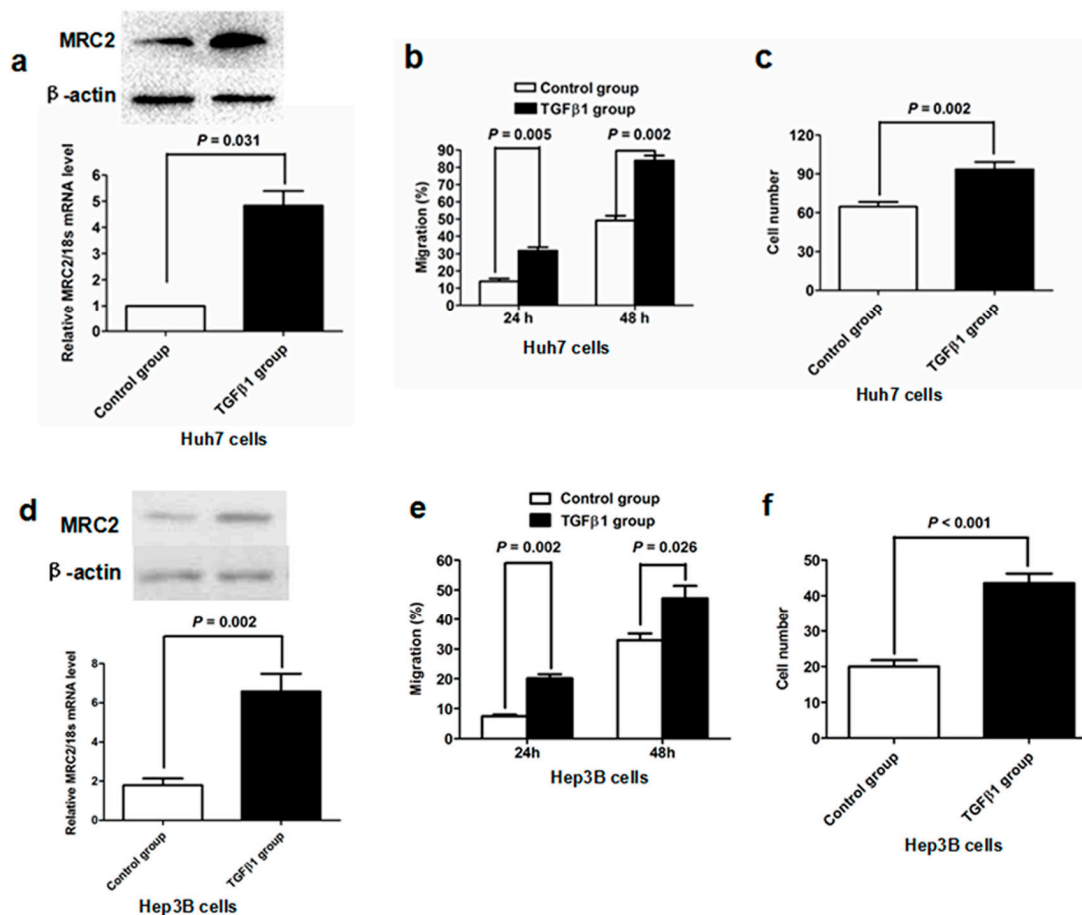 a
MRC2
β-actin
P = 0.031
Relative MRC2/18s mRNA level
6
5
4
3
2
1
0
Control group
TGFβ1 group
Huh7 cells
b
Control group
TGFβ1 group
P = 0.005
P = 0.002
Migration (%)
90
80
70
60
50
40
30
20
10
0
24 h
48 h
Huh7 cells
c
P = 0.002
Cell number
120
90
60
30
0
Control group
TGFβ1 group
Huh7 cells
d
MRC2
β-actin
P = 0.002
Relative MRC2/18s mRNA level
8
6
4
2
0
Control group
TGFβ1 group
Hep3B cells
e
Control group
TGFβ1 group
P = 0.002
P = 0.026
Migration (%)
60
50
40
30
20
10
0
24h
48h
Hep3B cells
f
P < 0.001
Cell number
50
40
30
20
10
0
Control group
TGFβ1 group
Hep3B cells